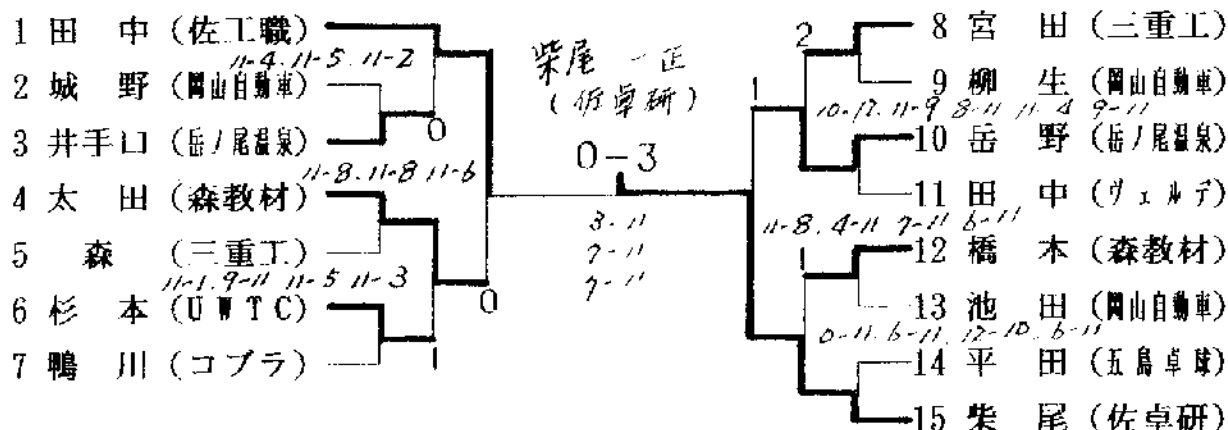 1 田 中 (佐工職)
11-4. 11-5. 11-2
2 城 野 (岡山自動車)
0
3 井手口 (岳ノ尾温泉)
11-8. 11-8 11-6
4 太 田 (森教材)
5 森 (三重工)
11-1. 9-11 11-5 11-3
0
6 杉 本 (UWTC)
7 鴨 川 (コブラ)
1
柴尾 一正
(佐卓研)
0-3
3-11
7-11
7-11
2
8 宮 田 (三重工)
1
9 柳 生 (岡山自動車)
10-12. 11-9 8-11 11-4 9-11
10 岳 野 (岳ノ尾温泉)
11 田 中 (ヴェルデ)
11-8. 4-11 7-11 6-11
1
12 橋 本 (森教材)
13 池 田 (岡山自動車)
0-11. 6-11. 12-10. 6-11
14 平 田 (五島卓球)
15 柴 尾 (佐卓研)